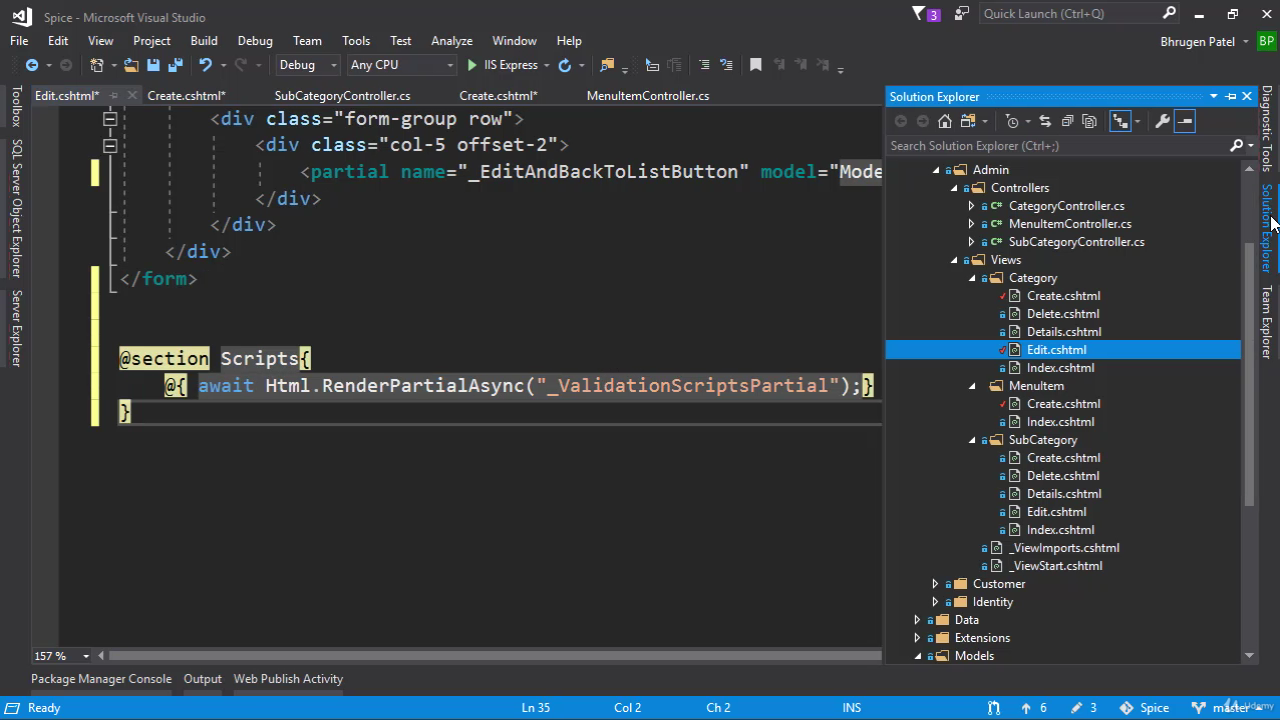 Spice - Microsoft Visual Studio
3
Quick Launch (Ctrl+Q)
File Edit View Project Build Debug Team Tools Test Analyze Window Help
Bhrugen Patel BP
Debug Any CPU IIS Express
Edit.cshtml* Create.cshtml* SubCategoryController.cs Create.cshtml* MenuItemController.cs
<div class="form-group row">
<div class="col-5 offset-2">
<partial name="_EditAndBackToListButton" model="Mode
</div>
</div>
</div>
</form>
@section Scripts{
@{ await Html.RenderPartialAsync("_ValidationScriptsPartial");}
}
157 %
Toolbox
SQL Server Object Explorer
Server Explorer
Solution Explorer
Search Solution Explorer (Ctrl+;)
Admin
Controllers
CategoryController.cs
MenuItemController.cs
SubCategoryController.cs
Views
Category
Create.cshtml
Delete.cshtml
Details.cshtml
Edit.cshtml
Index.cshtml
MenuItem
Create.cshtml
Index.cshtml
SubCategory
Create.cshtml
Delete.cshtml
Details.cshtml
Edit.cshtml
Index.cshtml
_ViewImports.cshtml
_ViewStart.cshtml
Customer
Identity
Data
Extensions
Models
Diagnostic Tools
Solution Explorer
Team Explorer
Package Manager Console Output Web Publish Activity
Ready Ln 35 Col 2 Ch 2 INS 6 3 Spice master
Udemy